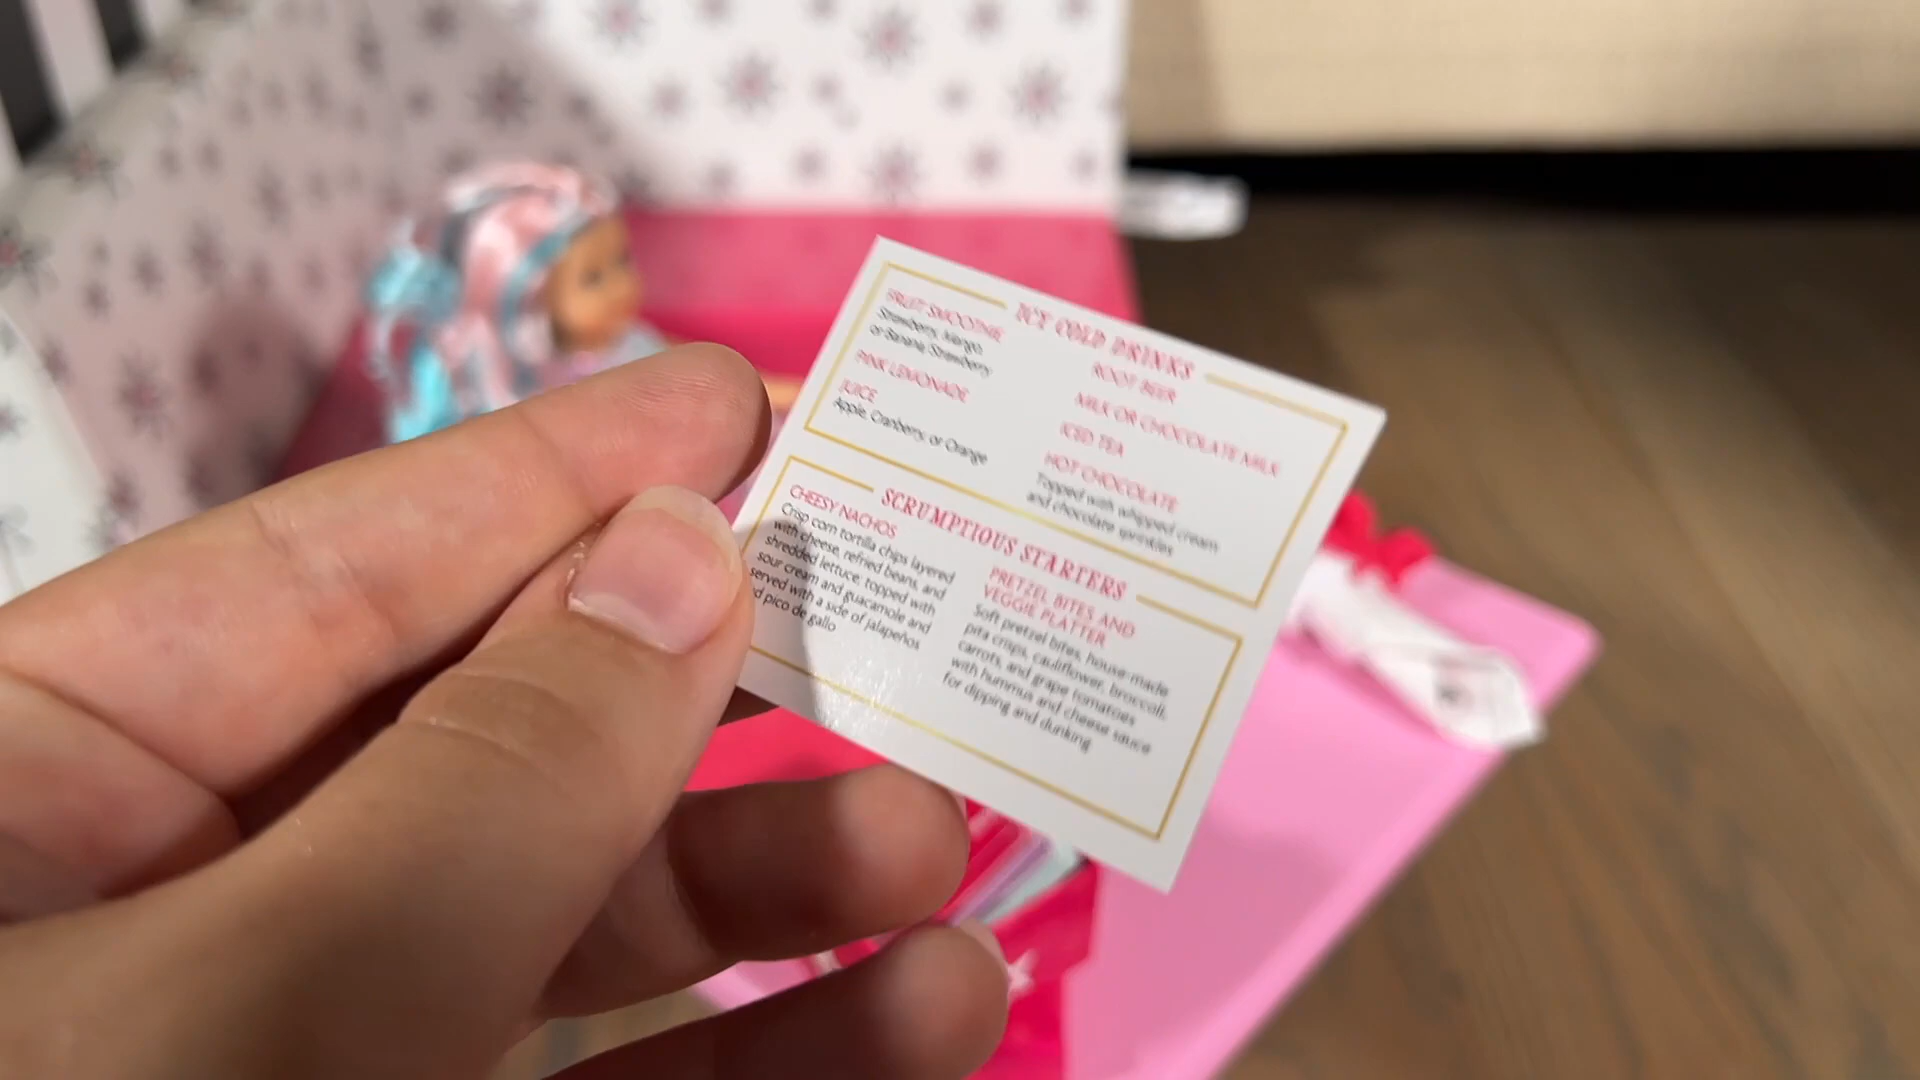 ICY COLD DRINKS
FRUIT SMOOTHIE
Strawberry, Mango,
or Banana Strawberry
PINK LEMONADE
JUICE
Apple, Cranberry, or Orange
ROOT BEER
MILK OR CHOCOLATE MILK
ICED TEA
HOT CHOCOLATE
Topped with whipped cream
and chocolate sprinkles
SCRUMPTIOUS STARTERS
CHEESY NACHOS
Crisp corn tortilla chips layered
with cheese, refried beans, and
shredded lettuce; topped with
sour cream and guacamole and
served with a side of jalapeños
d pico de gallo
PRETZEL BITES AND
VEGGIE PLATTER
Soft pretzel bites, house-made
pita crisps, cauliflower, broccoli,
carrots, and grape tomatoes
with hummus and cheese sauce
for dipping and dunking